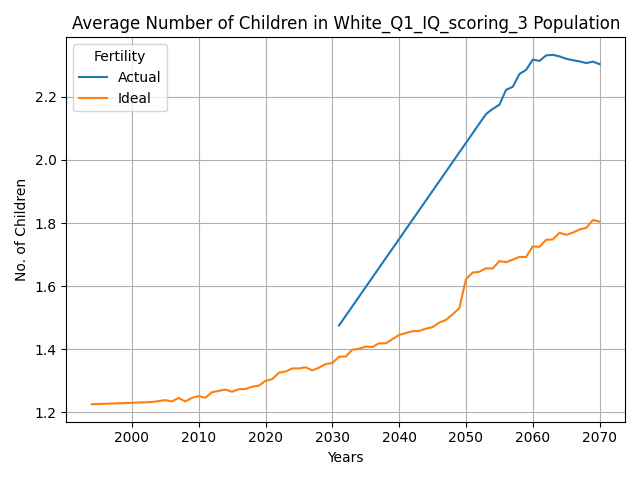 Average Number of Children in White_Q1_IQ_scoring_3 Population
Fertility
Actual
Ideal
No. of Children
2.2
2.0
1.8
1.6
1.4
1.2
2000 2010 2020 2030 2040 2050 2060 2070
Years